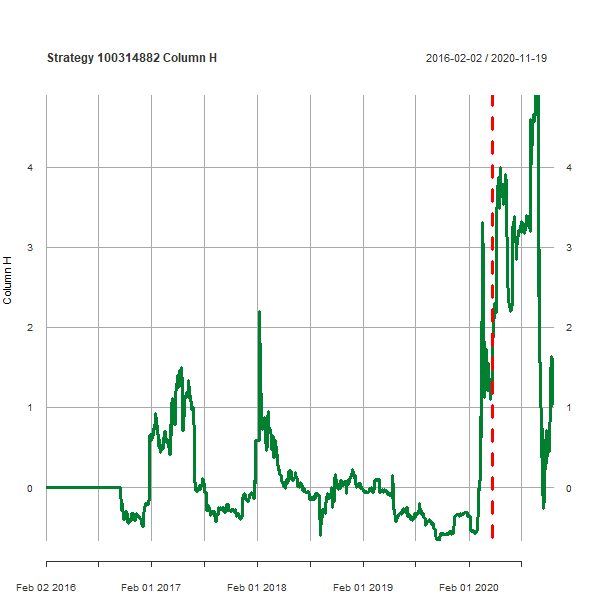 Strategy 100314882 Column H
2016-02-02 / 2020-11-19
Column H
4 4
3 3
2 2
1 1
0 0
Feb 02 2016 Feb 01 2017 Feb 01 2018 Feb 01 2019 Feb 01 2020